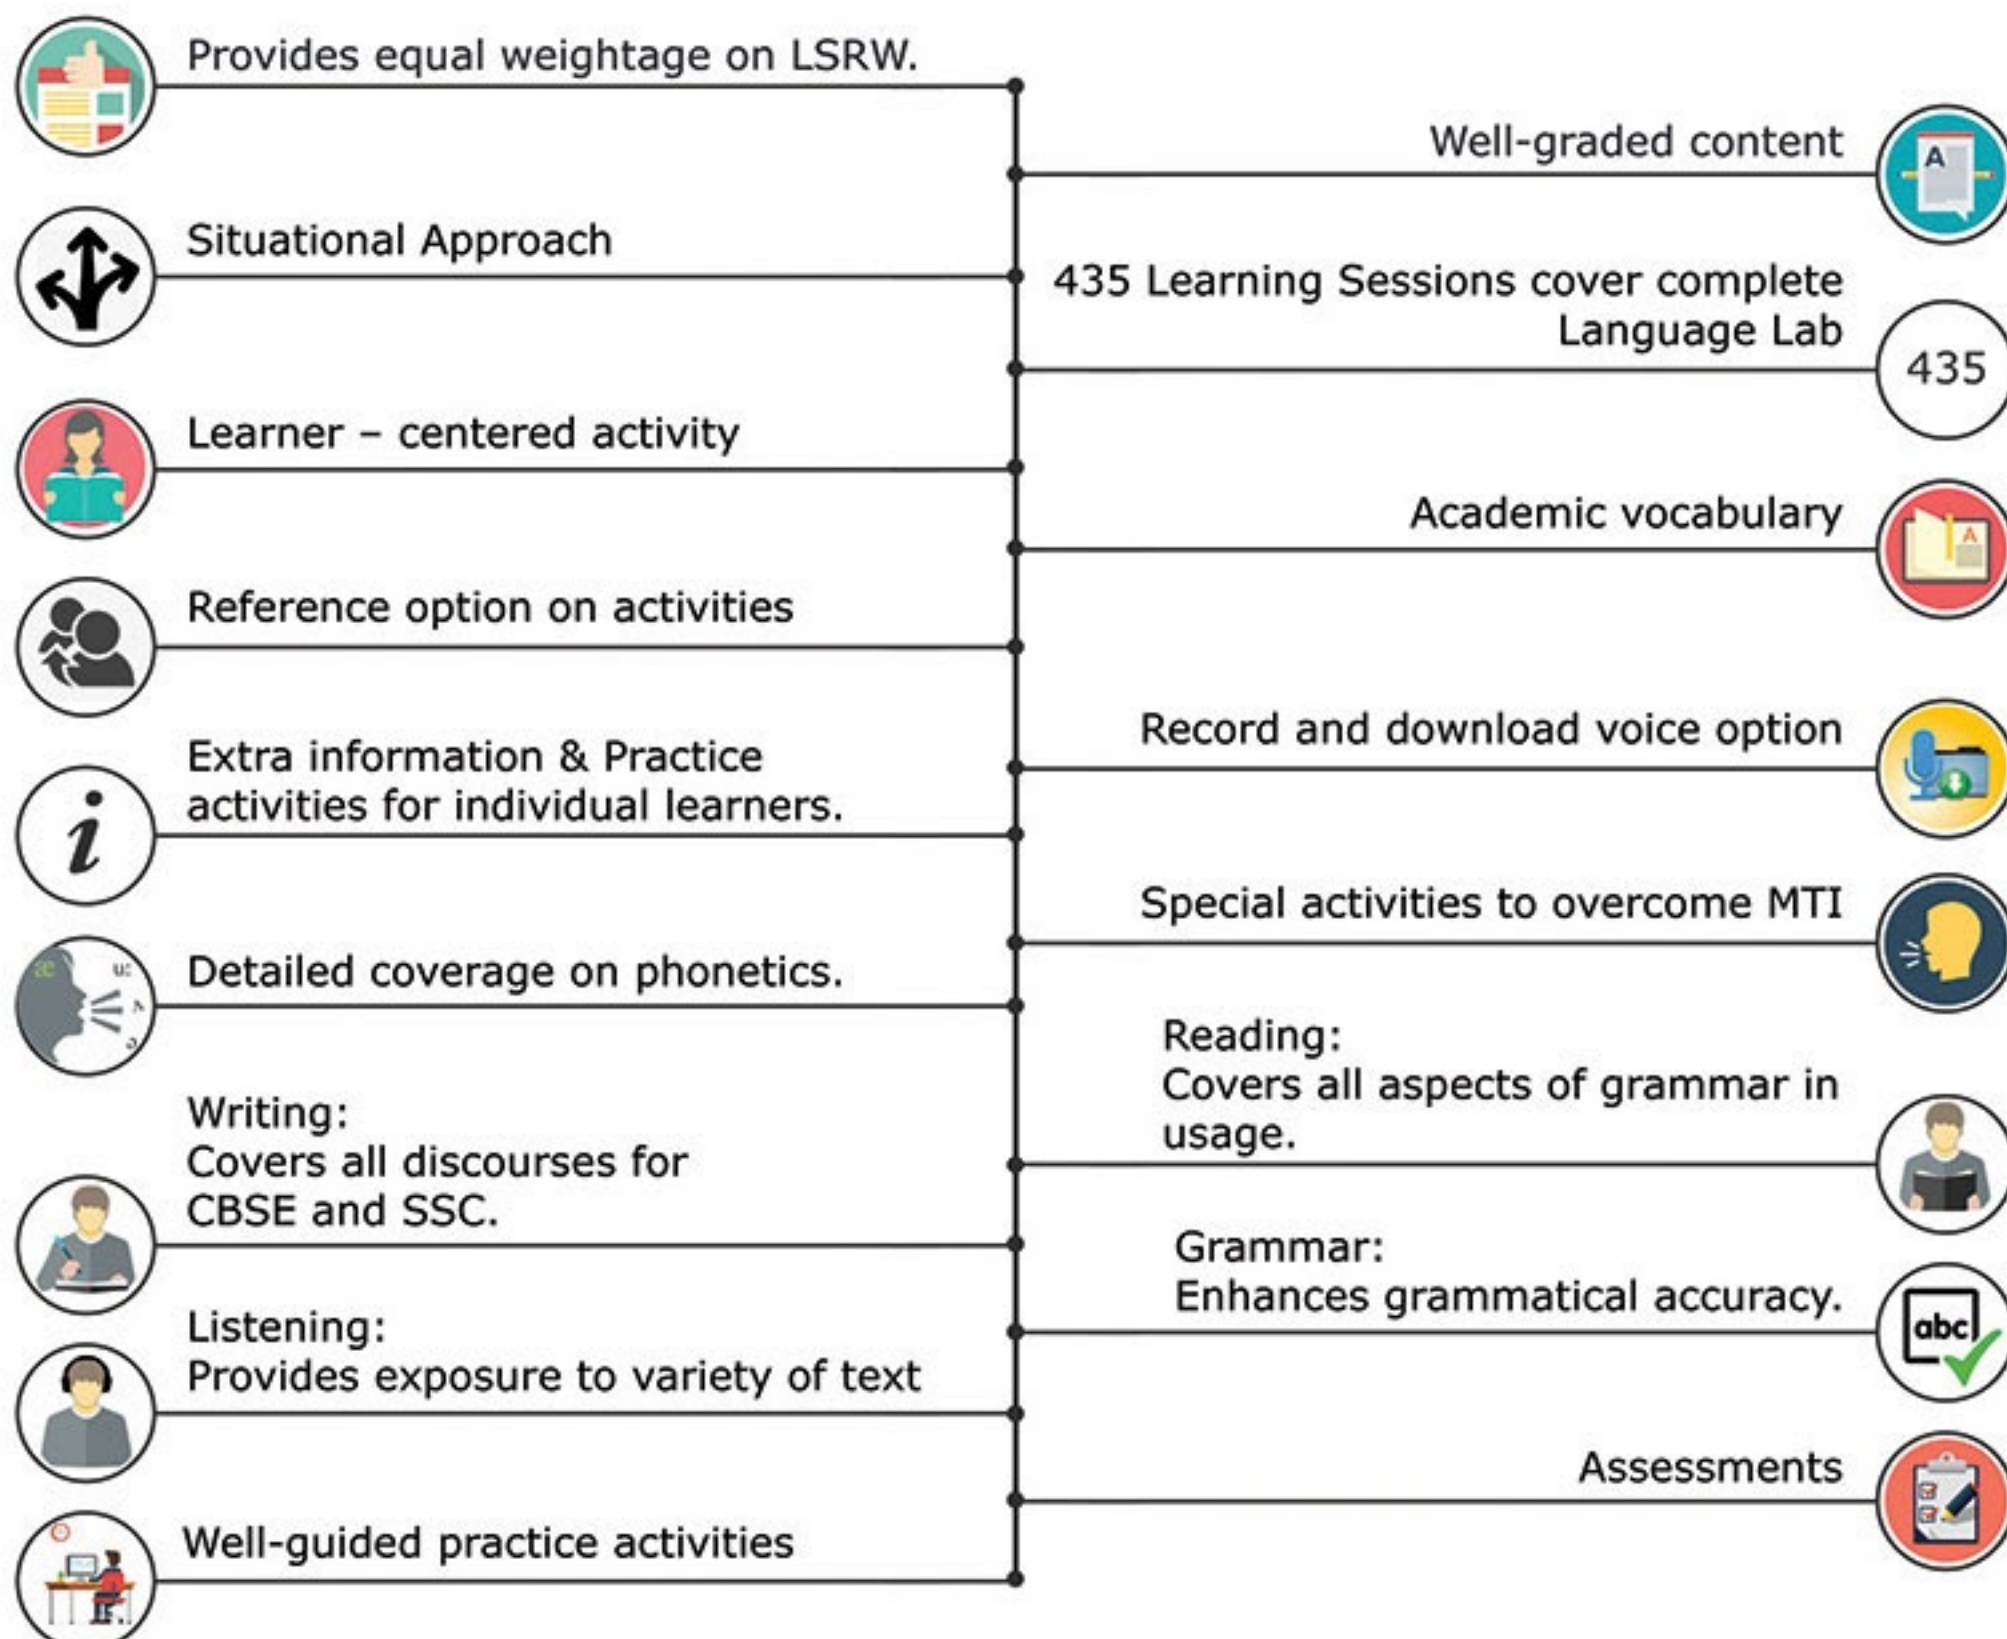 Provides equal weightage on LSRW.
Well-graded content
A
Situational Approach
435 Learning Sessions cover complete
Language Lab
435
Learner – centered activity
Academic vocabulary
A
Reference option on activities
Record and download voice option
Extra information & Practice
activities for individual learners.
i
Special activities to overcome MTI
Detailed coverage on phonetics.
æ u:
Reading:
Covers all aspects of grammar in
usage.
Writing:
Covers all discourses for
CBSE and SSC.
Grammar:
Enhances grammatical accuracy.
abc
Listening:
Provides exposure to variety of text
Assessments
Well-guided practice activities